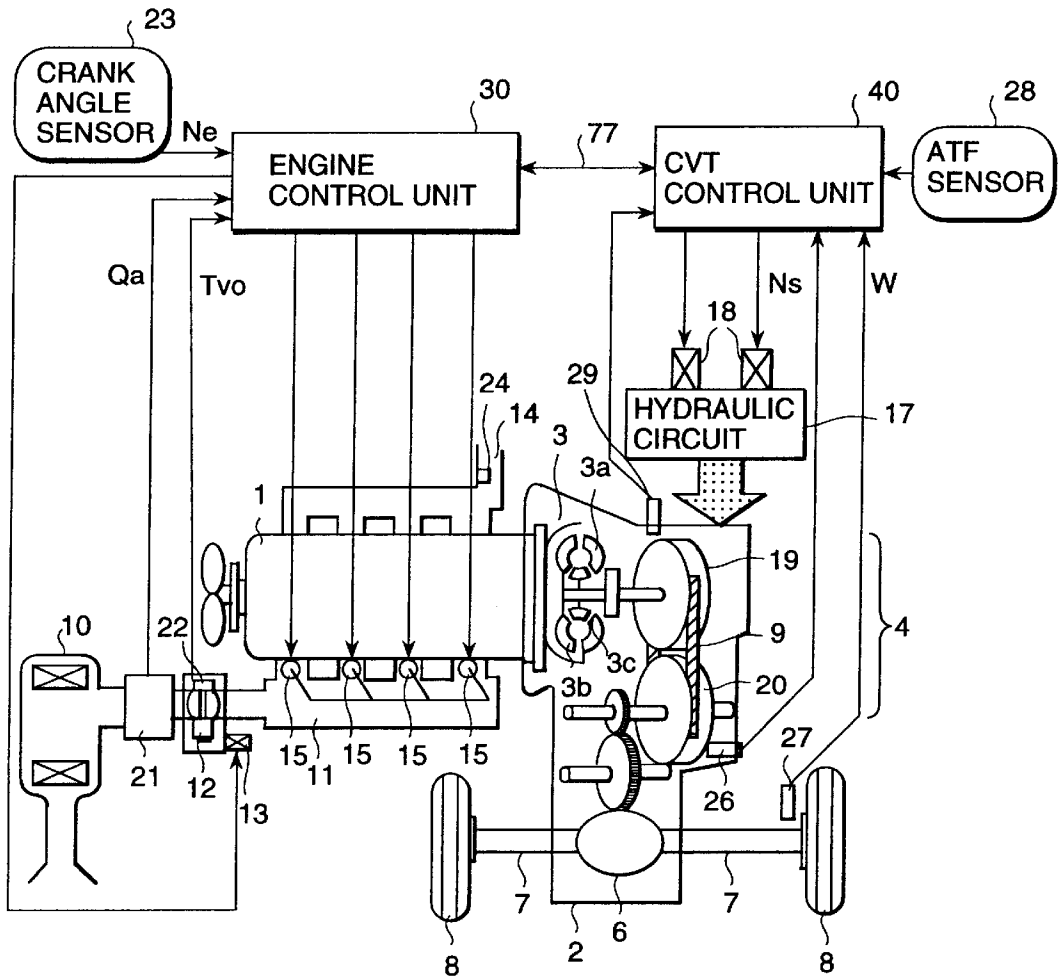 23
CRANK
ANGLE
SENSOR
Ne
30
ENGINE
CONTROL UNIT
77
40
CVT
CONTROL UNIT
28
ATF
SENSOR
Qa
Tvo
Ns
W
18
29
24
14
HYDRAULIC
CIRCUIT
17
3
3a
1
19
10
22
9
4
3c
3b
20
21
12
13
15
15
15
15
11
26
27
7
6
7
2
8
8